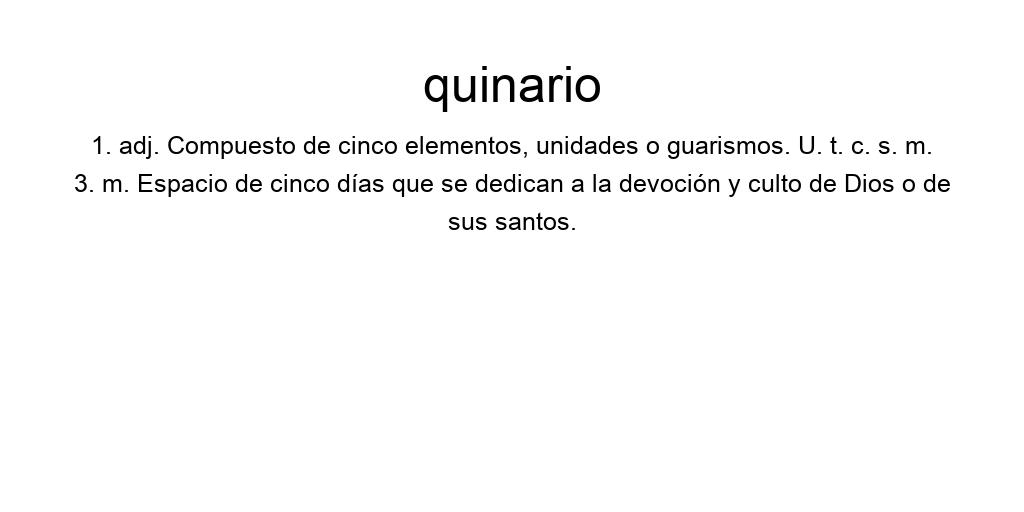 quinario
1. adj. Compuesto de cinco elementos, unidades o guarismos. U. t. c. s. m.
3. m. Espacio de cinco días que se dedican a la devoción y culto de Dios o de
sus santos.